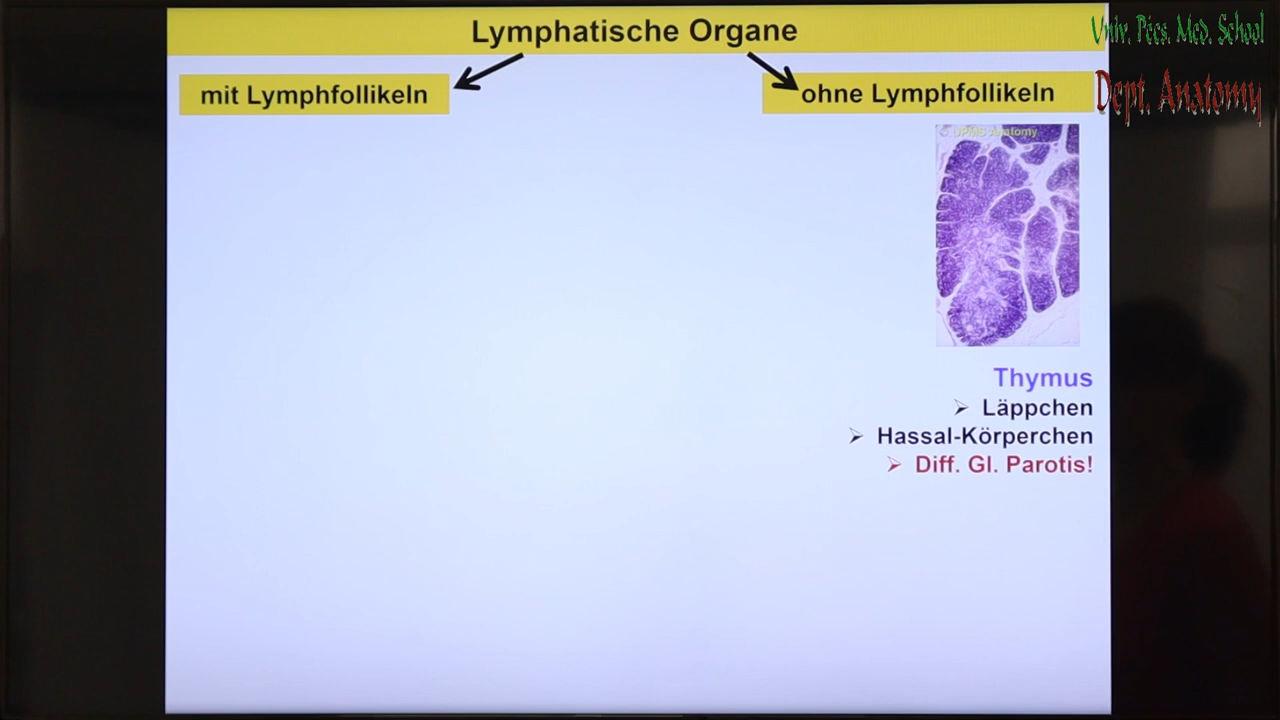 Lymphatische Organe
Univ. Pécs. Med. School
Dept. Anatomy
mit Lymphfollikeln
ohne Lymphfollikeln
© UPMS Anatomy
Thymus
Läppchen
Hassal-Körperchen
Diff. Gl. Parotis!